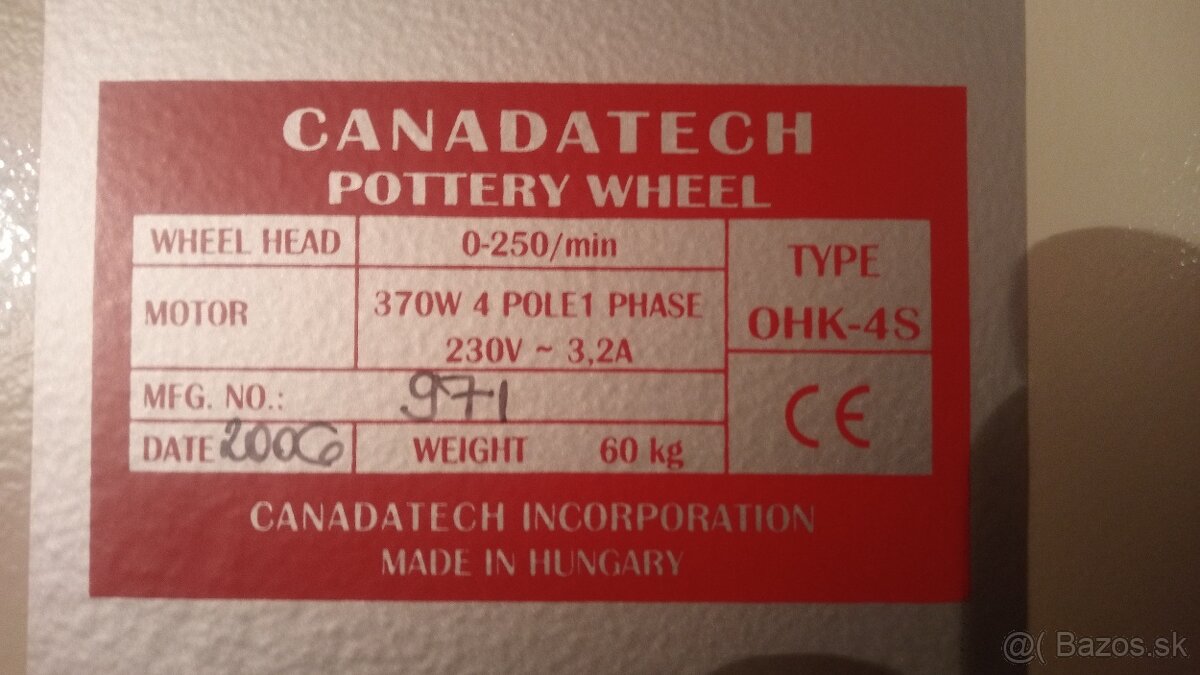 CANADATECH
POTTERY WHEEL
WHEEL HEAD 0-250/min
TYPE
OHK-4S
MOTOR 370W 4 POLE1 PHASE
230V ~ 3,2A
MFG. NO.: 971
CE
DATE 2006 WEIGHT 60 kg
CANADATECH INCORPORATION
MADE IN HUNGARY
@( Bazos.sk